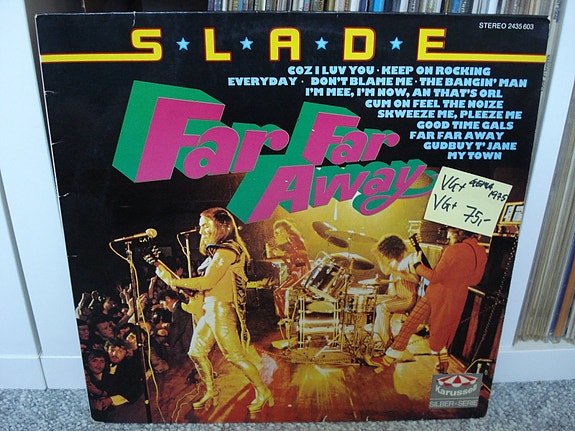 STEREO 2435 603
S★L★A★D★E
COZ I LUV YOU · KEEP ON ROCKING
EVERYDAY · DON'T BLAME ME · THE BANGIN' MAN
I'M MEE, I'M NOW, AN THAT'S ORL
CUM ON FEEL THE NOIZE
SKWEEZE ME, PLEEZE ME
GOOD TIME GALS
FAR FAR AWAY
GUDBUY T' JANE
MY TOWN
Far Far
Away
VG+ GEMA
1975
VG+ 75,-
Karussell
SILBER-SERIE